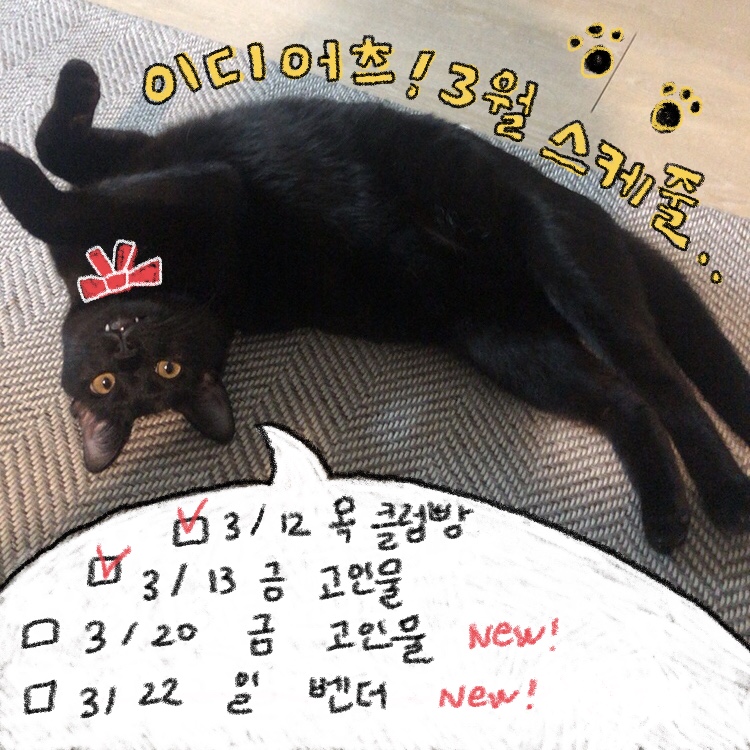 이디어츠! 3월 스케줄..
3/12 목 클럽빵
3/13 금 고인물
3/20 금 고인물 New!
3/22 일 벤더 New!